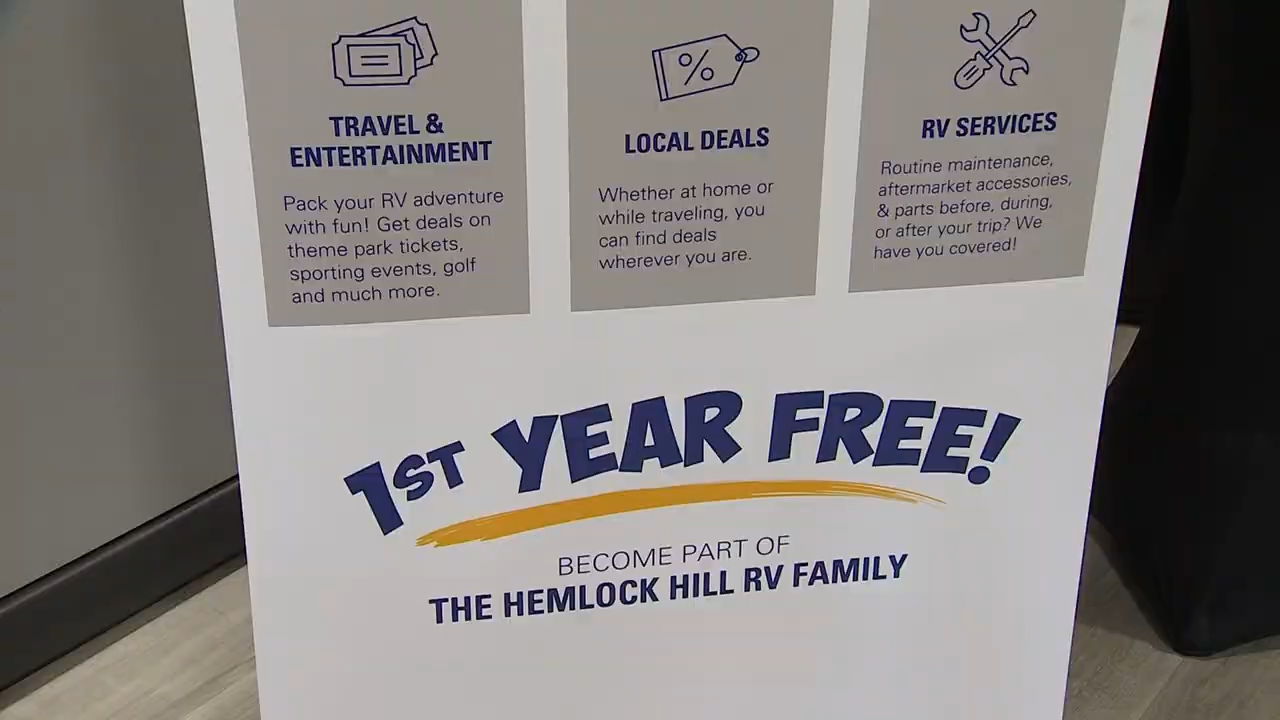 TRAVEL &
ENTERTAINMENT
Pack your RV adventure
with fun! Get deals on
theme park tickets,
sporting events, golf
and much more.
%
LOCAL DEALS
Whether at home or
while traveling, you
can find deals
wherever you are.
RV SERVICES
Routine maintenance,
aftermarket accessories,
& parts before, during,
or after your trip? We
have you covered!
1ST YEAR FREE!
BECOME PART OF
THE HEMLOCK HILL RV FAMILY